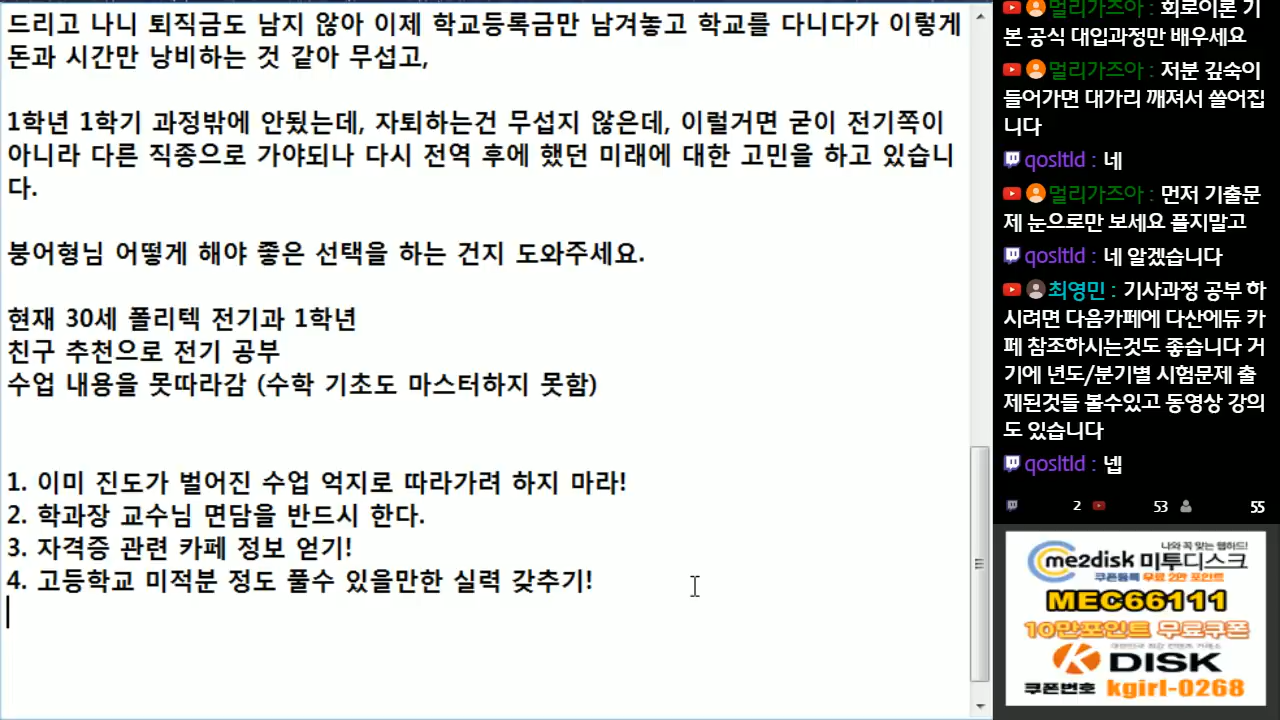 드리고 나니 퇴직금도 남지 않아 이제 학교등록금만 남겨놓고 학교를 다니다가 이렇게
돈과 시간만 낭비하는 것 같아 무섭고,
1학년 1학기 과정밖에 안됬는데, 자퇴하는건 무섭지 않은데, 이럴거면 굳이 전기쪽이
아니라 다른 직종으로 가야되나 다시 전역 후에 했던 미래에 대한 고민을 하고 있습니
다.
붕어형님 어떻게 해야 좋은 선택을 하는 건지 도와주세요.
현재 30세 폴리텍 전기과 1학년
친구 추천으로 전기 공부
수업 내용을 못따라감 (수학 기초도 마스터하지 못함)
1. 이미 진도가 벌어진 수업 억지로 따라가려 하지 마라!
2. 학과장 교수님 면담을 반드시 한다.
3. 자격증 관련 카페 정보 얻기!
4. 고등학교 미적분 정도 풀수 있을만한 실력 갖추기!
멀리가즈아 : 회로이론 기
본 공식 대입과정만 배우세요
멀리가즈아 : 저분 깊숙이
들어가면 대가리 깨져서 쓸어집
니다
qosltld : 네
멀리가즈아 : 먼저 기출문
제 눈으로만 보세요 플지말고
qosltld : 네 알겠습니다
최영민 : 기사과정 공부 하
시려면 다음카페에 다산에듀 카
페 참조하시는것도 좋습니다 거
기에 년도/분기별 시험문제 출
제된것들 볼수있고 동영상 강의
도 있습니다
qosltld : 넵
2 53 55
나와 꼭 맞는 웹하드!
me2disk 미투디스크
쿠폰등록 무료 2만 포인트
MEC66111
10만포인트 무료쿠폰
K DISK
쿠폰번호 kgirl-0268